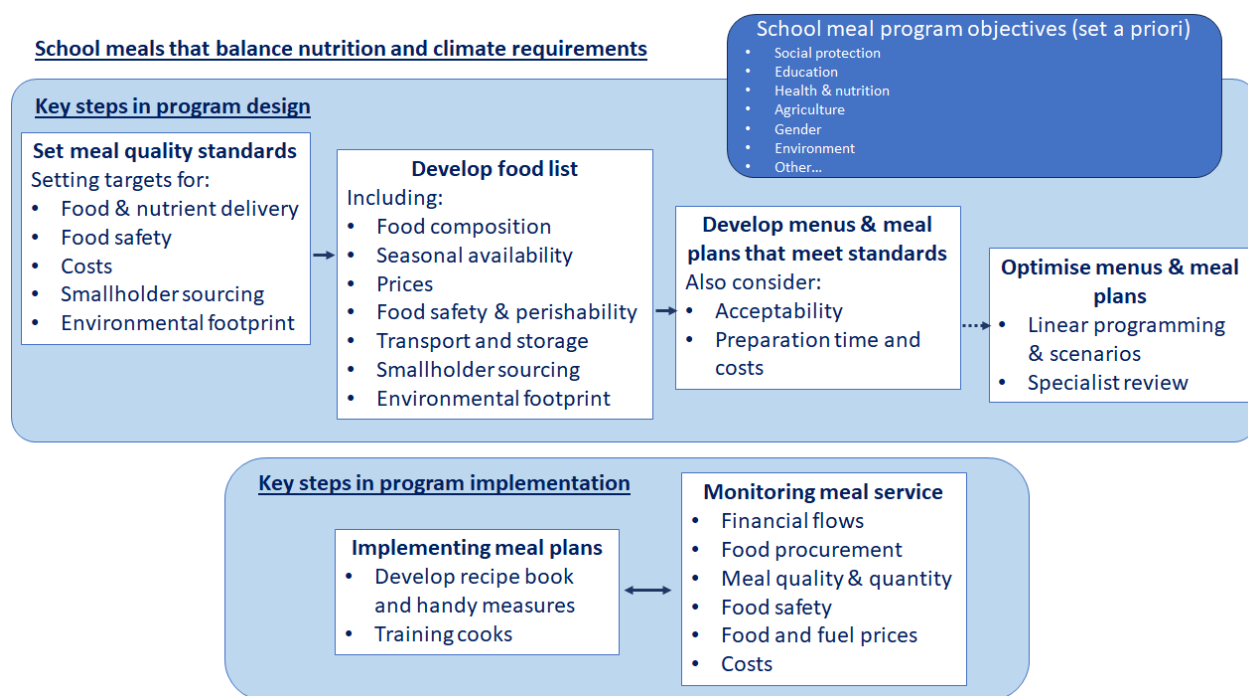 School meals that balance nutrition and climate requirements
School meal program objectives (set a priori)
• Social protection
• Education
• Health & nutrition
• Agriculture
• Gender
• Environment
• Other...
Key steps in program design
Set meal quality standards
Setting targets for:
• Food & nutrient delivery
• Food safety
• Costs
• Smallholder sourcing
• Environmental footprint
Develop food list
Including:
• Food composition
• Seasonal availability
• Prices
• Food safety & perishability
• Transport and storage
• Smallholder sourcing
• Environmental footprint
Develop menus & meal
plans that meet standards
Also consider:
• Acceptability
• Preparation time and
costs
Optimise menus & meal
plans
• Linear programming
& scenarios
• Specialist review
Key steps in program implementation
Implementing meal plans
• Develop recipe book
and handy measures
• Training cooks
Monitoring meal service
• Financial flows
• Food procurement
• Meal quality & quantity
• Food safety
• Food and fuel prices
• Costs